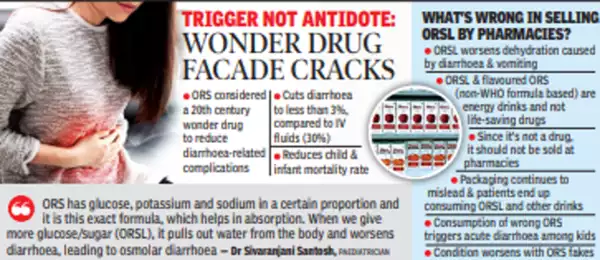 TRIGGER NOT ANTIDOTE:
WONDER DRUG
FACADE CRACKS
● ORS considered
a 20th century
wonder drug
to reduce
diarrhoea-related
complications
● Cuts diarrhoea
to less than 3%,
compared to IV
fluids (30%)
● Reduces child &
infant mortality rate
ORS has glucose, potassium and sodium in a certain proportion and
it is this exact formula, which helps in absorption. When we give
more glucose/sugar (ORSL), it pulls out water from the body and worsens
diarrhoea, leading to osmolar diarrhoea — Dr Sivaranjani Santosh, PAEDIATRICIAN
WHAT'S WRONG IN SELLING
ORSL BY PHARMACIES?
● ORSL worsens dehydration caused
by diarrhoea & vomiting
● ORSL & flavoured ORS
(non-WHO formula based) are
energy drinks and not
life-saving drugs
● Since it's not a drug,
it should not be sold at
pharmacies
● Packaging continues to
mislead & patients end up
consuming ORSL and other drinks
● Consumption of wrong ORS
triggers acute diarrhoea among kids
● Condition worsens with ORS fakes